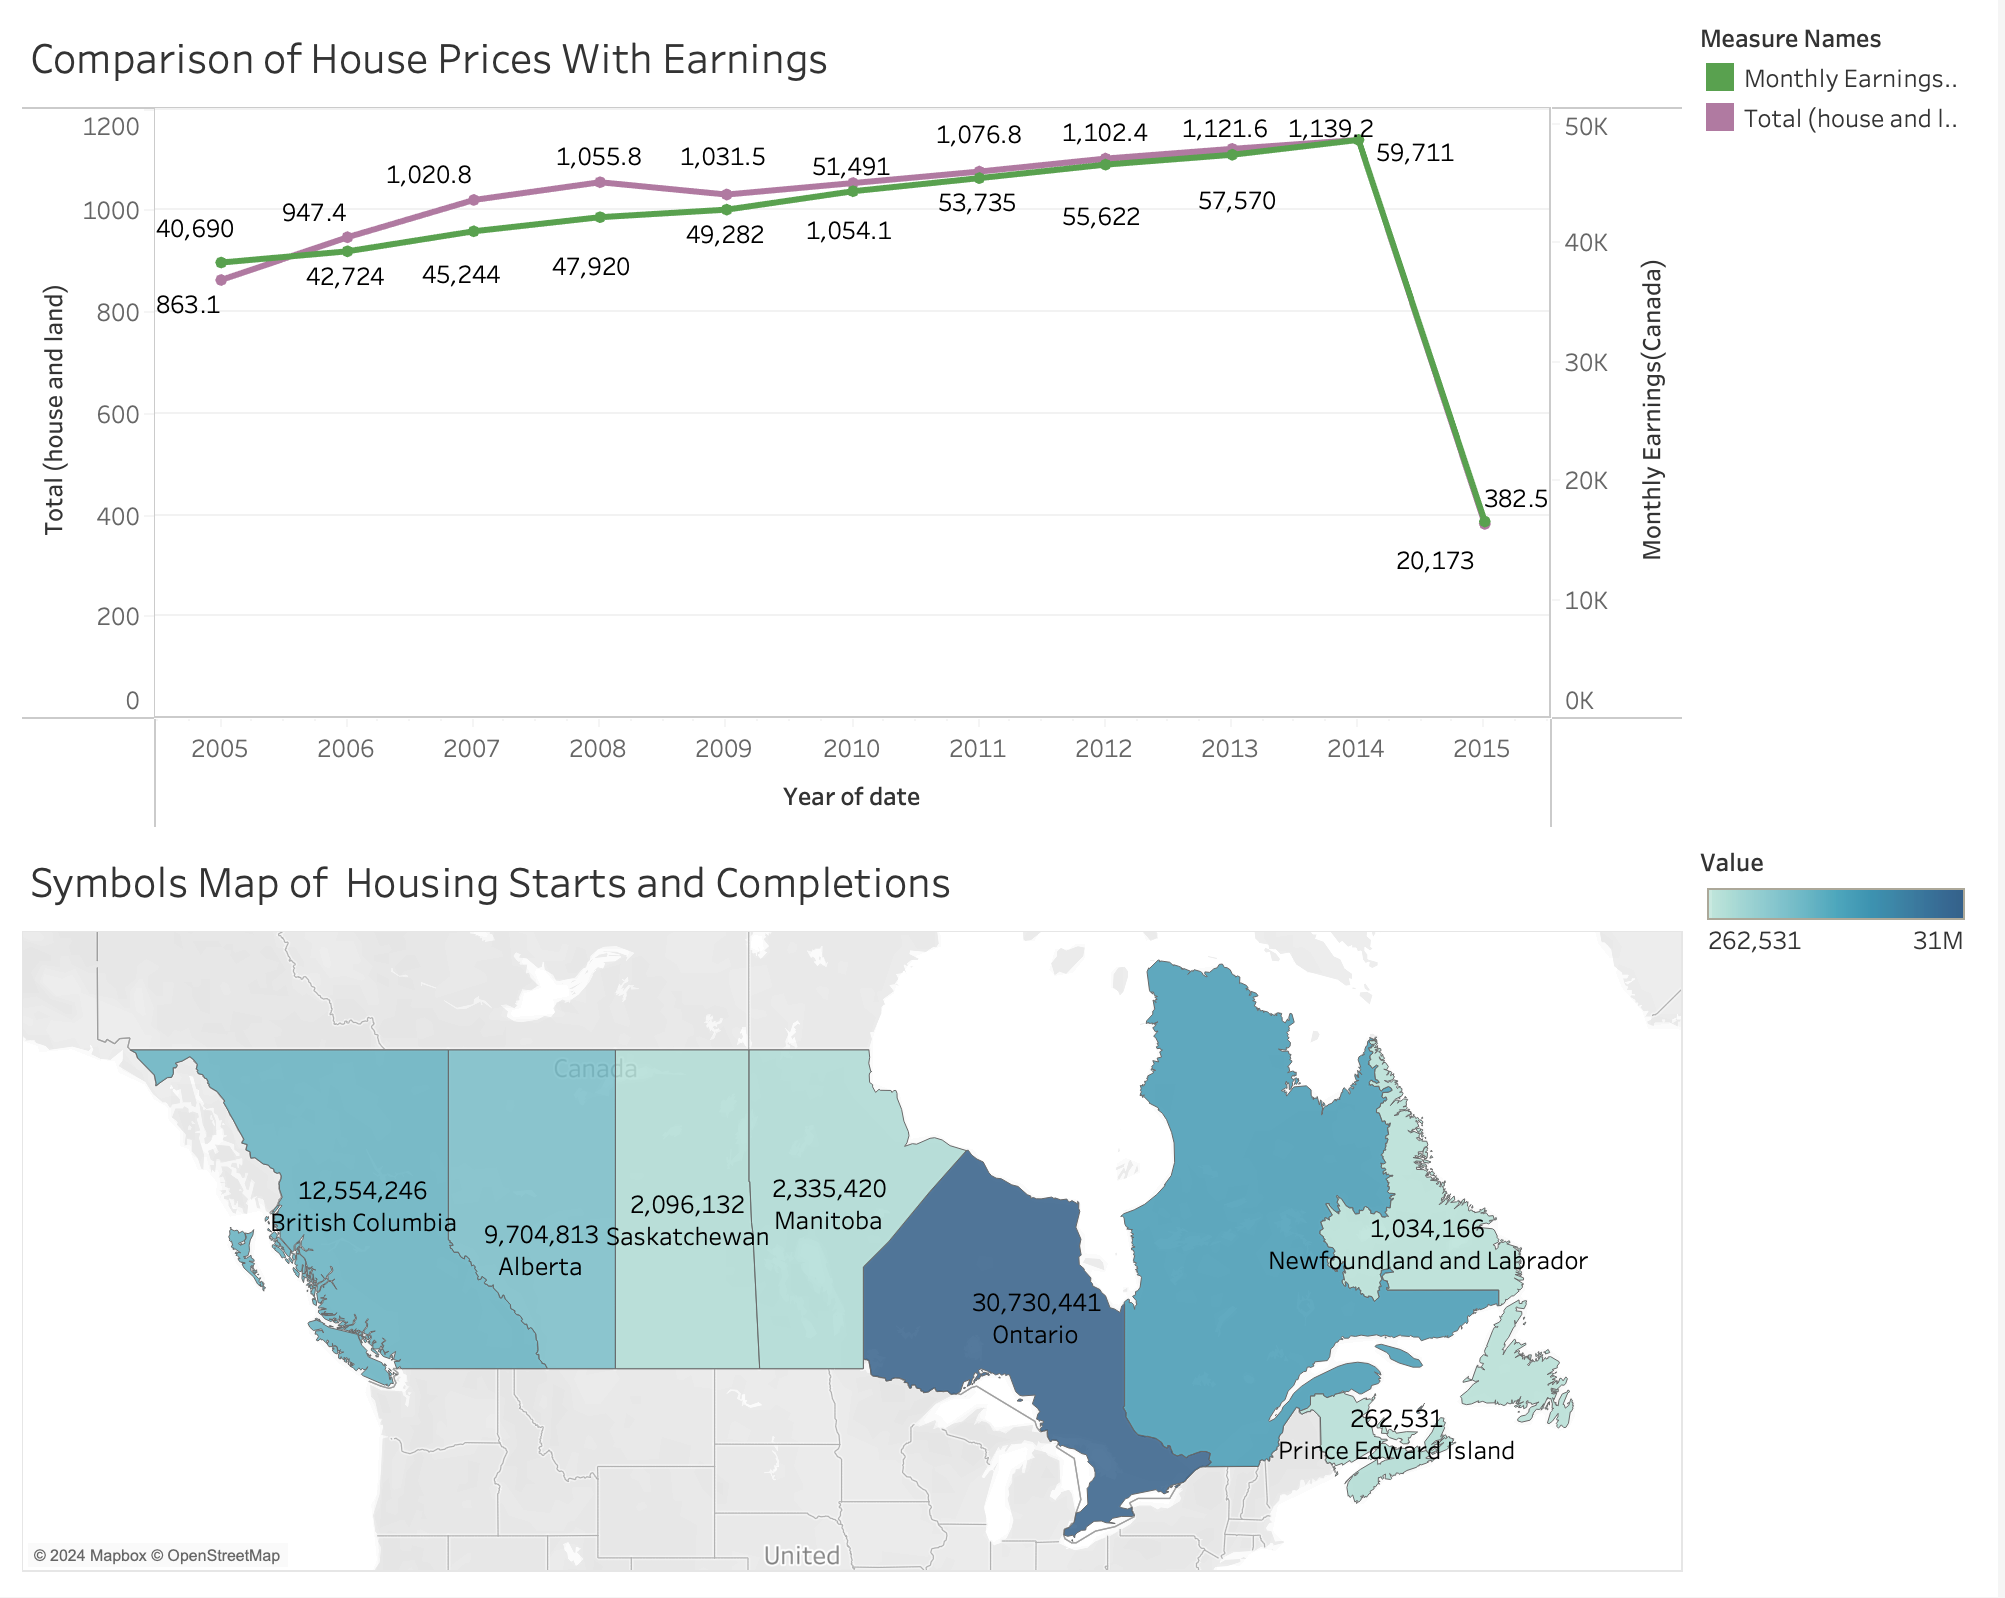 Comparison of House Prices With Earnings
Measure Names
Monthly Earnings..
Total (house and l..
1200
1000
800
600
400
200
0
Total (house and land)
50K
40K
30K
20K
10K
0K
Monthly Earnings(Canada)
40,690
863.1
947.4
42,724
1,020.8
45,244
1,055.8
47,920
1,031.5
49,282
51,491
1,054.1
1,076.8
53,735
1,102.4
55,622
1,121.6
57,570
1,139.2
59,711
382.5
20,173
2005 2006 2007 2008 2009 2010 2011 2012 2013 2014 2015
Year of date
Symbols Map of  Housing Starts and Completions
Value
262,531 31M
Canada
12,554,246
British Columbia
9,704,813
Alberta
2,096,132
Saskatchewan
2,335,420
Manitoba
30,730,441
Ontario
1,034,166
Newfoundland and Labrador
262,531
Prince Edward Island
United
© 2024 Mapbox © OpenStreetMap